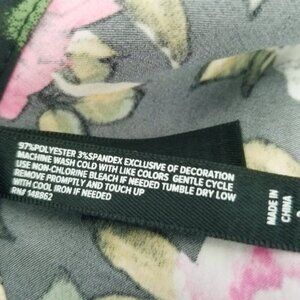 97%POLYESTER 3%SPANDEX EXCLUSIVE OF DECORATION
MACHINE WASH COLD WITH LIKE COLORS GENTLE CYCLE
USE NON-CHLORINE BLEACH IF NEEDED TUMBLE DRY LOW
REMOVE PROMPTLY AND TOUCH UP
WITH COOL IRON IF NEEDED
RN# 148862
MADE IN
CHINA